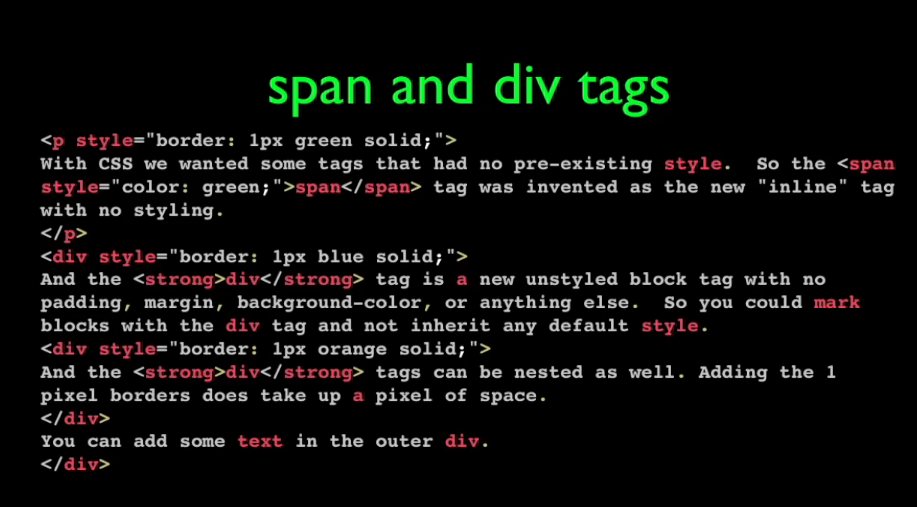 span and div tags
<p style="border: 1px green solid;">
With CSS we wanted some tags that had no pre-existing style.  So the <span
style="color: green;">span</span> tag was invented as the new "inline" tag
with no styling.
</p>
<div style="border: 1px blue solid;">
And the <strong>div</strong> tag is a new unstyled block tag with no
padding, margin, background-color, or anything else.  So you could mark
blocks with the div tag and not inherit any default style.
<div style="border: 1px orange solid;">
And the <strong>div</strong> tags can be nested as well. Adding the 1
pixel borders does take up a pixel of space.
</div>
You can add some text in the outer div.
</div>